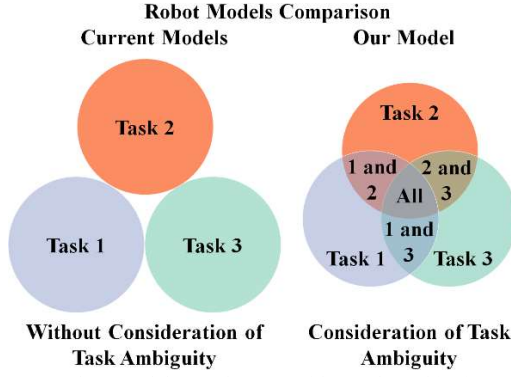 Robot Models Comparison
Current Models
Task 2
Task 1
Task 3
Without Consideration of
Task Ambiguity
Our Model
Task 2
1 and
2
2 and
3
All
1 and
3
Task 1
Task 3
Consideration of Task
Ambiguity